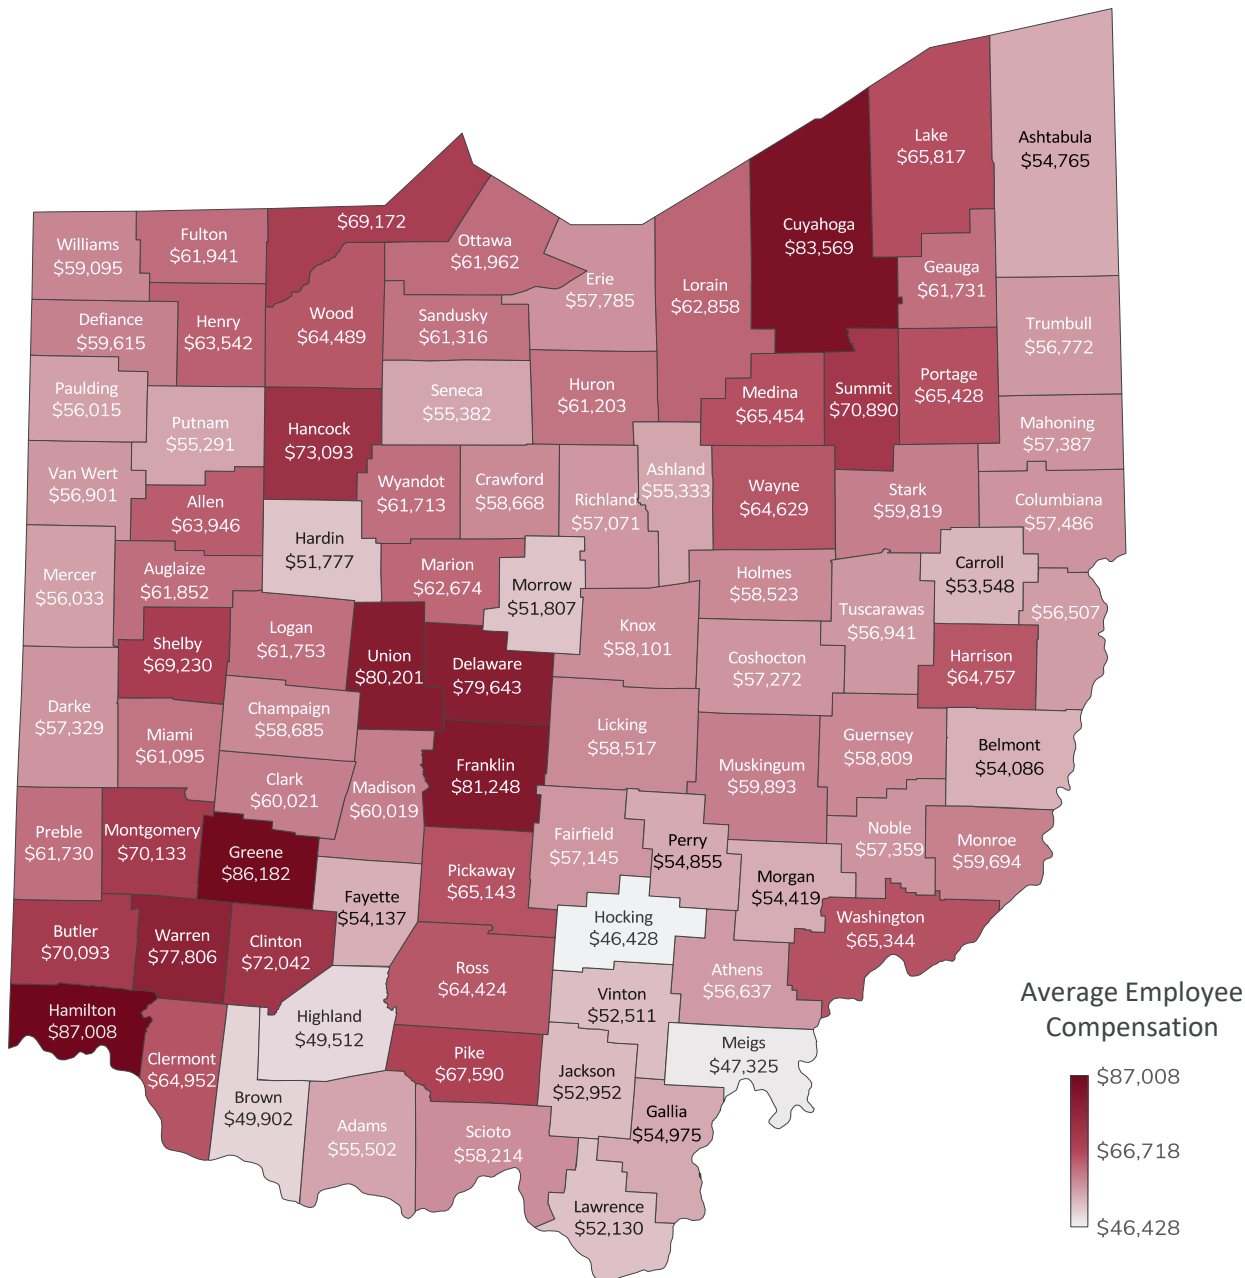 Lake
$65,817
Ashtabula
$54,765
Cuyahoga
$83,569
$69,172
Williams
$59,095
Fulton
$61,941
Ottawa
$61,962
Erie
$57,785
Lorain
$62,858
Geauga
$61,731
Defiance
$59,615
Henry
$63,542
Wood
$64,489
Sandusky
$61,316
Trumbull
$56,772
Paulding
$56,015
Putnam
$55,291
Hancock
$73,093
Seneca
$55,382
Huron
$61,203
Medina
$65,454
Summit
$70,890
Portage
$65,428
Mahoning
$57,387
Van Wert
$56,901
Allen
$63,946
Wyandot
$61,713
Crawford
$58,668
Richland
$57,071
Ashland
$55,333
Wayne
$64,629
Stark
$59,819
Columbiana
$57,486
Mercer
$56,033
Auglaize
$61,852
Hardin
$51,777
Marion
$62,674
Morrow
$51,807
Holmes
$58,523
Tuscarawas
$56,941
Carroll
$53,548
$56,507
Shelby
$69,230
Logan
$61,753
Union
$80,201
Delaware
$79,643
Knox
$58,101
Coshocton
$57,272
Harrison
$64,757
Darke
$57,329
Miami
$61,095
Champaign
$58,685
Licking
$58,517
Muskingum
$59,893
Guernsey
$58,809
Belmont
$54,086
Clark
$60,021
Madison
$60,019
Franklin
$81,248
Preble
$61,730
Montgomery
$70,133
Greene
$86,182
Fayette
$54,137
Pickaway
$65,143
Fairfield
$57,145
Perry
$54,855
Morgan
$54,419
Noble
$57,359
Monroe
$59,694
Butler
$70,093
Warren
$77,806
Clinton
$72,042
Ross
$64,424
Hocking
$46,428
Athens
$56,637
Washington
$65,344
Hamilton
$87,008
Clermont
$64,952
Highland
$49,512
Vinton
$52,511
Meigs
$47,325
Brown
$49,902
Adams
$55,502
Pike
$67,590
Jackson
$52,952
Gallia
$54,975
Scioto
$58,214
Lawrence
$52,130
Average Employee
Compensation
$87,008
$66,718
$46,428